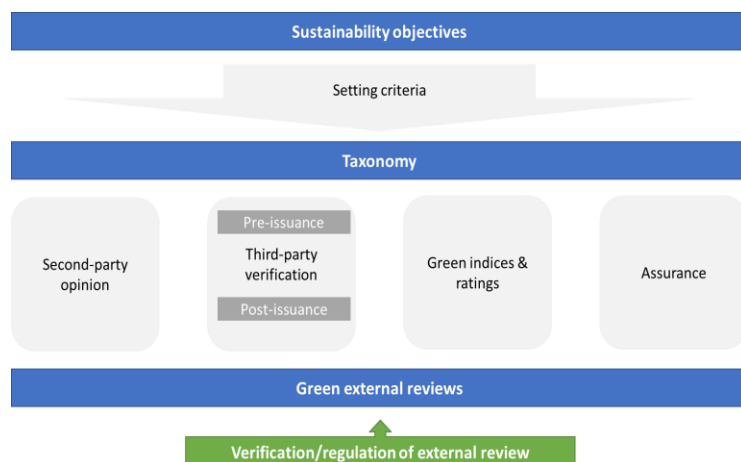 Sustainability objectives
Setting criteria
Taxonomy
Second-party
opinion
Pre-issuance
Third-party
verification
Post-issuance
Green indices &
ratings
Assurance
Green external reviews
Verification/regulation of external review